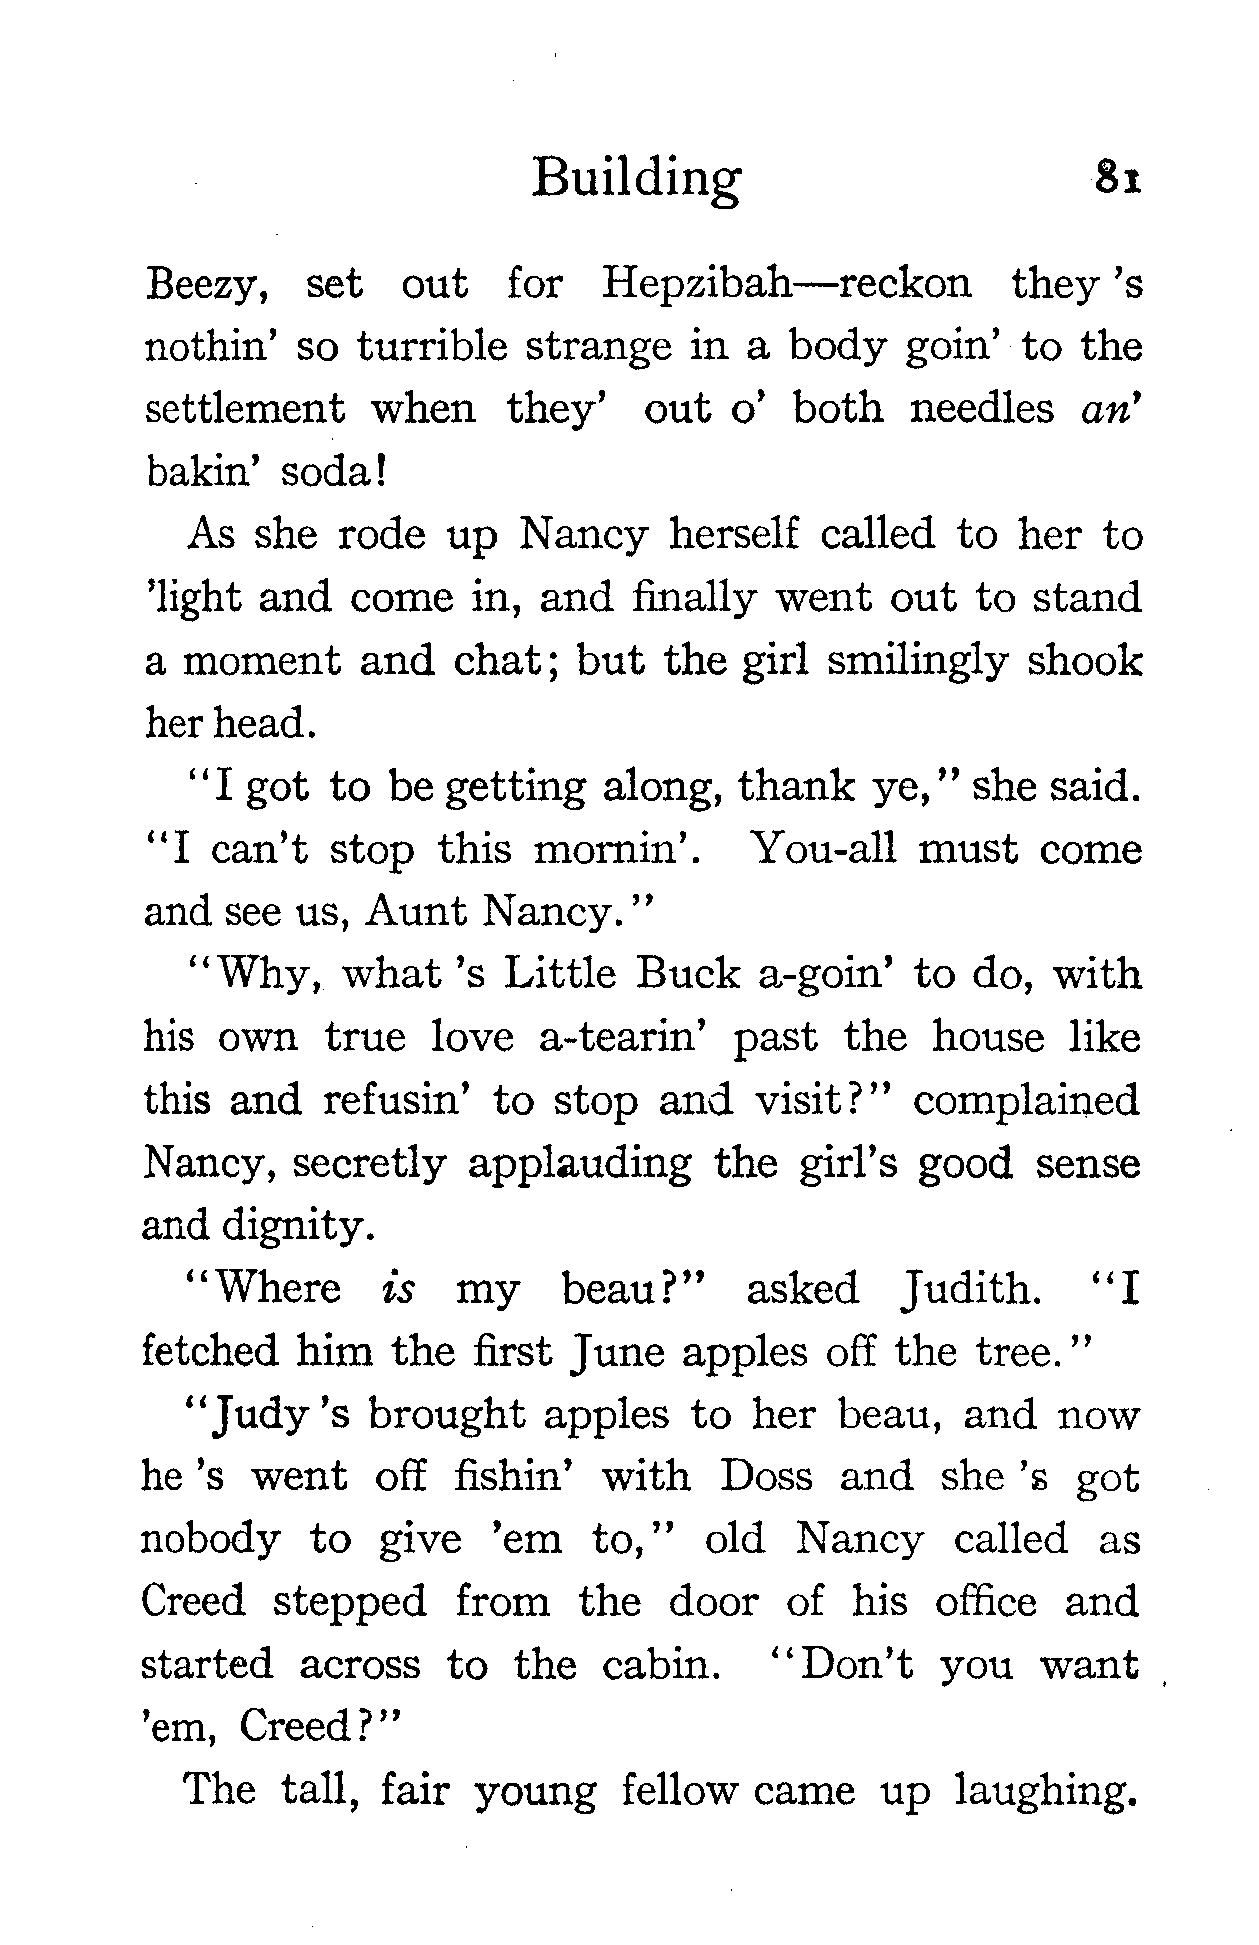 Building 81
Beezy, set out for Hepzibah—reckon they 's
nothin' so turrible strange in a body goin' to the
settlement when they' out o' both needles an'
bakin' soda!
As she rode up Nancy herself called to her to
'light and come in, and finally went out to stand
a moment and chat; but the girl smilingly shook
her head.
"I got to be getting along, thank ye," she said.
"I can't stop this mornin'. You-all must come
and see us, Aunt Nancy."
"Why, what 's Little Buck a-goin' to do, with
his own true love a-tearin' past the house like
this and refusin' to stop and visit?" complained
Nancy, secretly applauding the girl's good sense
and dignity.
"Where is my beau?" asked Judith. "I
fetched him the first June apples off the tree."
"Judy 's brought apples to her beau, and now
he 's went off fishin' with Doss and she 's got
nobody to give 'em to," old Nancy called as
Creed stepped from the door of his office and
started across to the cabin. "Don't you want
'em, Creed?"
The tall, fair young fellow came up laughing.